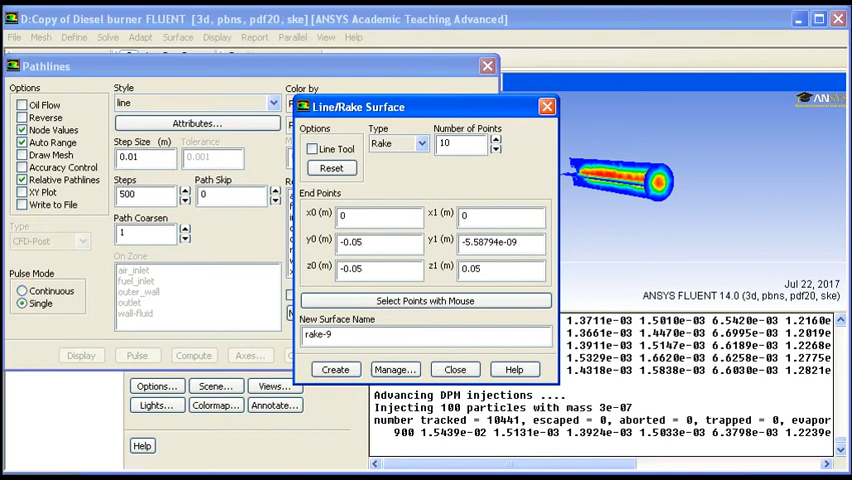 D:Copy of Diesel burner FLUENT [3d, pbns, pdf20, ske] [ANSYS Academic Teaching Advanced]
File Mesh Define Solve Adapt Surface Display Report Parallel View Help
Pathlines
Options
Oil Flow
Reverse
Node Values
Auto Range
Draw Mesh
Accuracy Control
Relative Pathlines
XY Plot
Write to File
Type
CFD-Post
Pulse Mode
Continuous
Single
Style
line
Attributes...
Step Size (m) Tolerance
0.01 0.001
Steps Path Skip
500 0
Path Coarsen
1
On Zone
air_inlet
fuel_inlet
outer_wall
outlet
wall-fluid
Color by
Display Pulse Compute Axes...
Line/Rake Surface
Options
Line Tool
Reset
Type
Rake
Number of Points
10
End Points
x0 (m) 0 x1 (m) 0
y0 (m) -0.05 y1 (m) -5.58794e-09
z0 (m) -0.05 z1 (m) 0.05
Select Points with Mouse
New Surface Name
rake-9
Create Manage... Close Help
Options... Scene... Views...
Lights... Colormap... Annotate...
Help
Jul 22, 2017
ANSYS FLUENT 14.0 (3d, pbns, pdf20, ske)
1.3711e-03 1.5010e-03 6.5420e-03 1.2160e
1.3661e-03 1.4470e-03 6.6995e-03 1.2019e
1.3911e-03 1.5147e-03 6.6181e-03 1.2268e
1.5329e-03 1.6620e-03 6.6258e-03 1.2775e
1.4318e-03 1.5838e-03 6.6030e-03 1.2821e
Advancing DPM injections ....
Injecting 100 particles with mass 3e-07
number tracked = 10441, escaped = 0, aborted = 0, trapped = 0, evapor
900 1.5439e-02 1.5131e-03 1.3924e-03 1.5033e-03 6.3798e-03 1.2239e